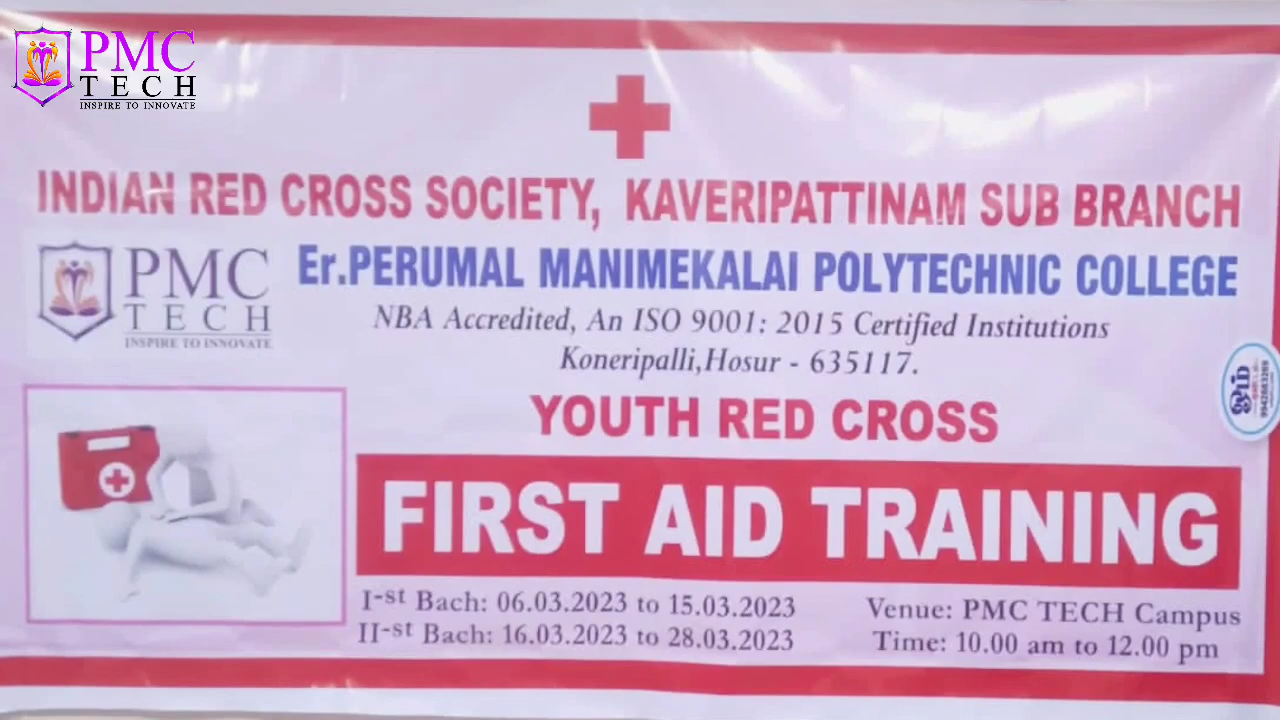 PMC
TECH
INSPIRE TO INNOVATE
INDIAN RED CROSS SOCIETY, KAVERIPATTINAM SUB BRANCH
PMC
TECH
INSPIRE TO INNOVATE
Er.PERUMAL MANIMEKALAI POLYTECHNIC COLLEGE
NBA Accredited, An ISO 9001: 2015 Certified Institutions
Koneripalli,Hosur - 635117.
YOUTH RED CROSS
FIRST AID TRAINING
I-st Bach: 06.03.2023 to 15.03.2023
II-st Bach: 16.03.2023 to 28.03.2023
Venue: PMC TECH Campus
Time: 10.00 am to 12.00 pm
ஓம்